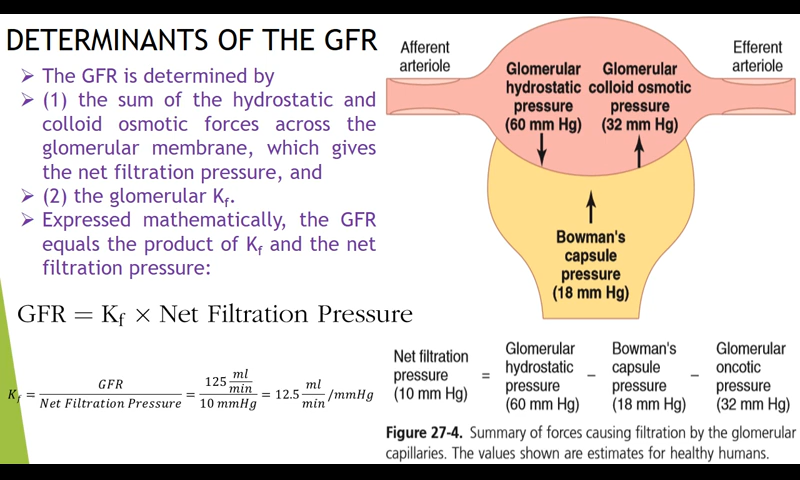 DETERMINANTS OF THE GFR
➤ The GFR is determined by
➤ (1) the sum of the hydrostatic and
colloid osmotic forces across the
glomerular membrane, which gives
the net filtration pressure, and
➤ (2) the glomerular Kf.
➤ Expressed mathematically, the GFR
equals the product of Kf and the net
filtration pressure:
GFR = Kf × Net Filtration Pressure
Kf = GFR / Net Filtration Pressure = 125 ml/min / 10 mmHg = 12.5 ml/min /mmHg
Afferent
arteriole
Efferent
arteriole
Glomerular
hydrostatic
pressure
(60 mm Hg)
Glomerular
colloid osmotic
pressure
(32 mm Hg)
Bowman's
capsule
pressure
(18 mm Hg)
Net filtration
pressure
(10 mm Hg)
=
Glomerular
hydrostatic
pressure
(60 mm Hg)
–
Bowman's
capsule
pressure
(18 mm Hg)
–
Glomerular
oncotic
pressure
(32 mm Hg)
Figure 27-4. Summary of forces causing filtration by the glomerular
capillaries. The values shown are estimates for healthy humans.